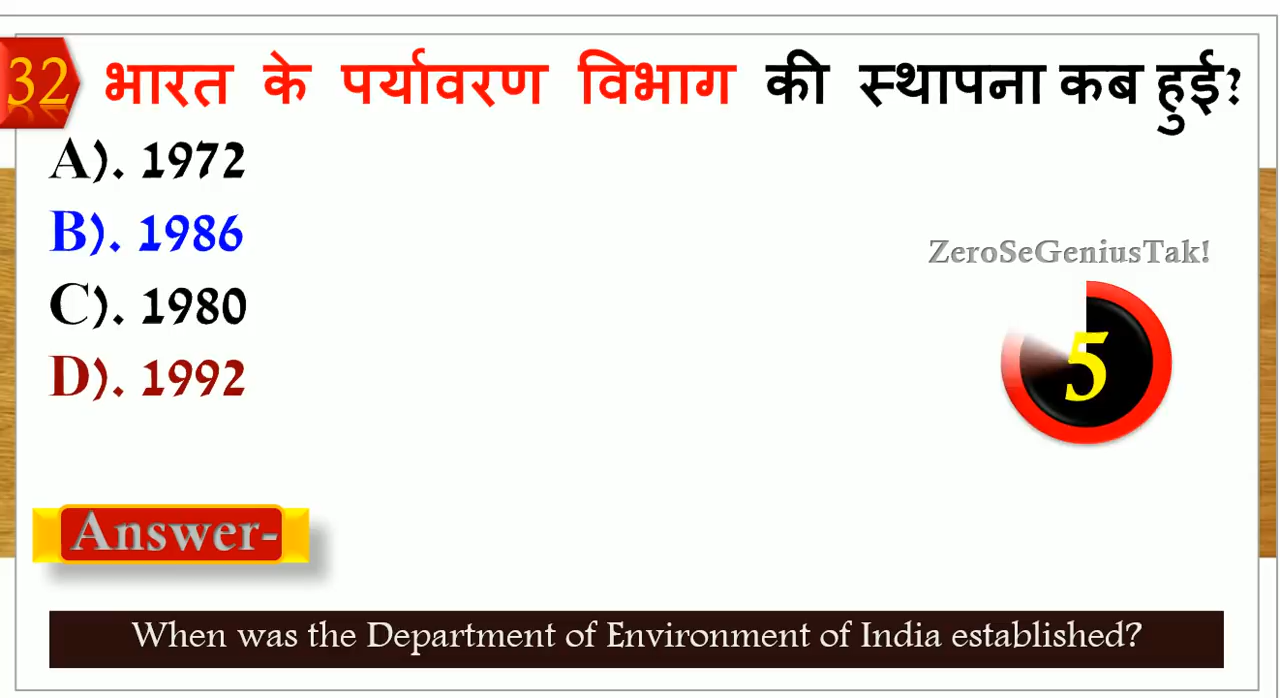 32 भारत के पर्यावरण विभाग की स्थापना कब हुई?
A). 1972
B). 1986
C). 1980
D). 1992
ZeroSeGeniusTak!
5
Answer-
When was the Department of Environment of India established?